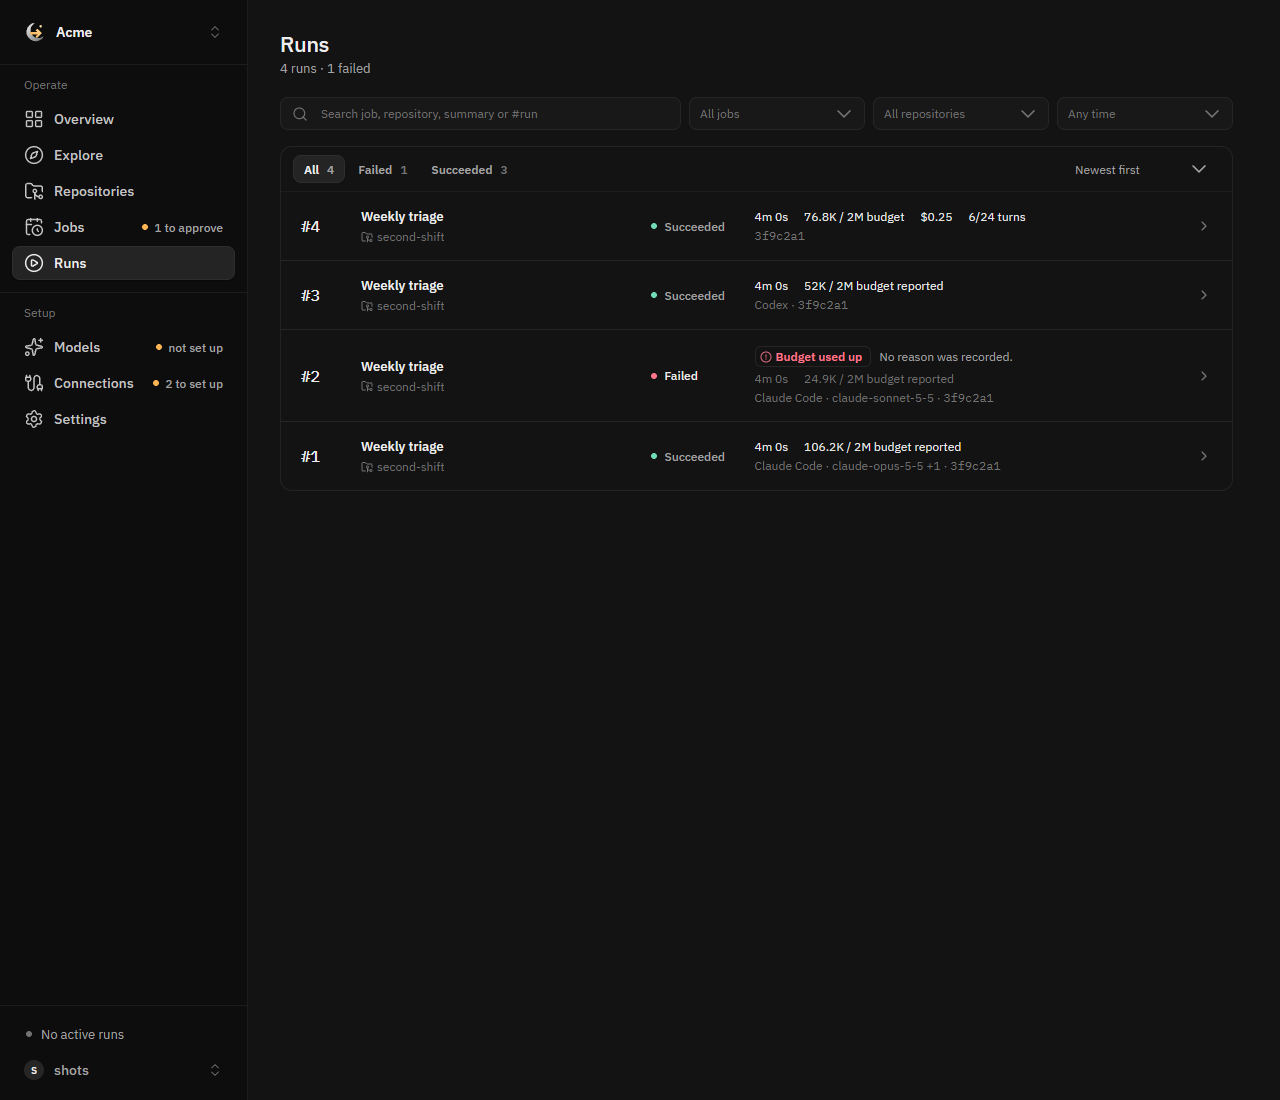 Acme
Operate
Overview
Explore
Repositories
Jobs 1 to approve
Runs
Setup
Models not set up
Connections 2 to set up
Settings
No active runs
S shots
Runs
4 runs · 1 failed
Search job, repository, summary or #run
All jobs
All repositories
Any time
All 4 Failed 1 Succeeded 3 Newest first
#4 Weekly triage
second-shift
Succeeded
4m 0s 76.8K / 2M budget $0.25 6/24 turns
3f9c2a1
#3 Weekly triage
second-shift
Succeeded
4m 0s 52K / 2M budget reported
Codex · 3f9c2a1
#2 Weekly triage
second-shift
Failed
Budget used up No reason was recorded.
4m 0s 24.9K / 2M budget reported
Claude Code · claude-sonnet-5-5 · 3f9c2a1
#1 Weekly triage
second-shift
Succeeded
4m 0s 106.2K / 2M budget reported
Claude Code · claude-opus-5-5 +1 · 3f9c2a1